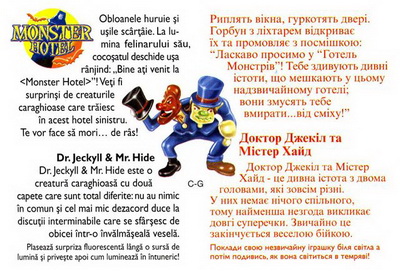 MONSTER
HOTEL
Obloanele huruie și
ușile scârțâie. La lu-
mina felinarului său,
cocoșatul deschide ușa
rânjind: „Bine ați venit la
<Monster Hotel>"! Veți fi
surprinși de creaturile
caraghioase care trăiesc
în acest hotel sinistru.
Te vor face să mori... de râs!
Dr. Jeckyll & Mr. Hide
Dr. Jeckyll & Mr. Hide este o
creatură caraghioasă cu două
capete care sunt total diferite: nu au nimic
în comun și cel mai mic dezacord duce la
discuții interminabile care se sfârșesc de
obicei într-o învălmășeală veselă.
Plasează surpriza fluorescentă lângă o sursă de
lumină și privește apoi cum luminează în întuneric!
C-G
Риплять вікна, гуркотять двері.
Горбун з ліхтарем відкриває
їх та промовляє з посмішкою:
“Ласкаво просимо у “Готель
Монстрів”! Тебе здивують дивні
істоти, що мешкають у цьому
надзвичайному готелі;
вони змусять тебе
вмирати...від сміху!”
Доктор Джекіл та
Містер Хайд
Доктор Джекіл та Містер
Хайд - це дивна істота з двома
головами, які зовсім різні.
У них немає нічого спільного,
тому найменша незгода викликає
довгі суперечки. Звичайно це
закінчується веселою бійкою.
Поклади свою незвичайну іграшку біля світла а
потім подивись, як вона світиться в темряві!